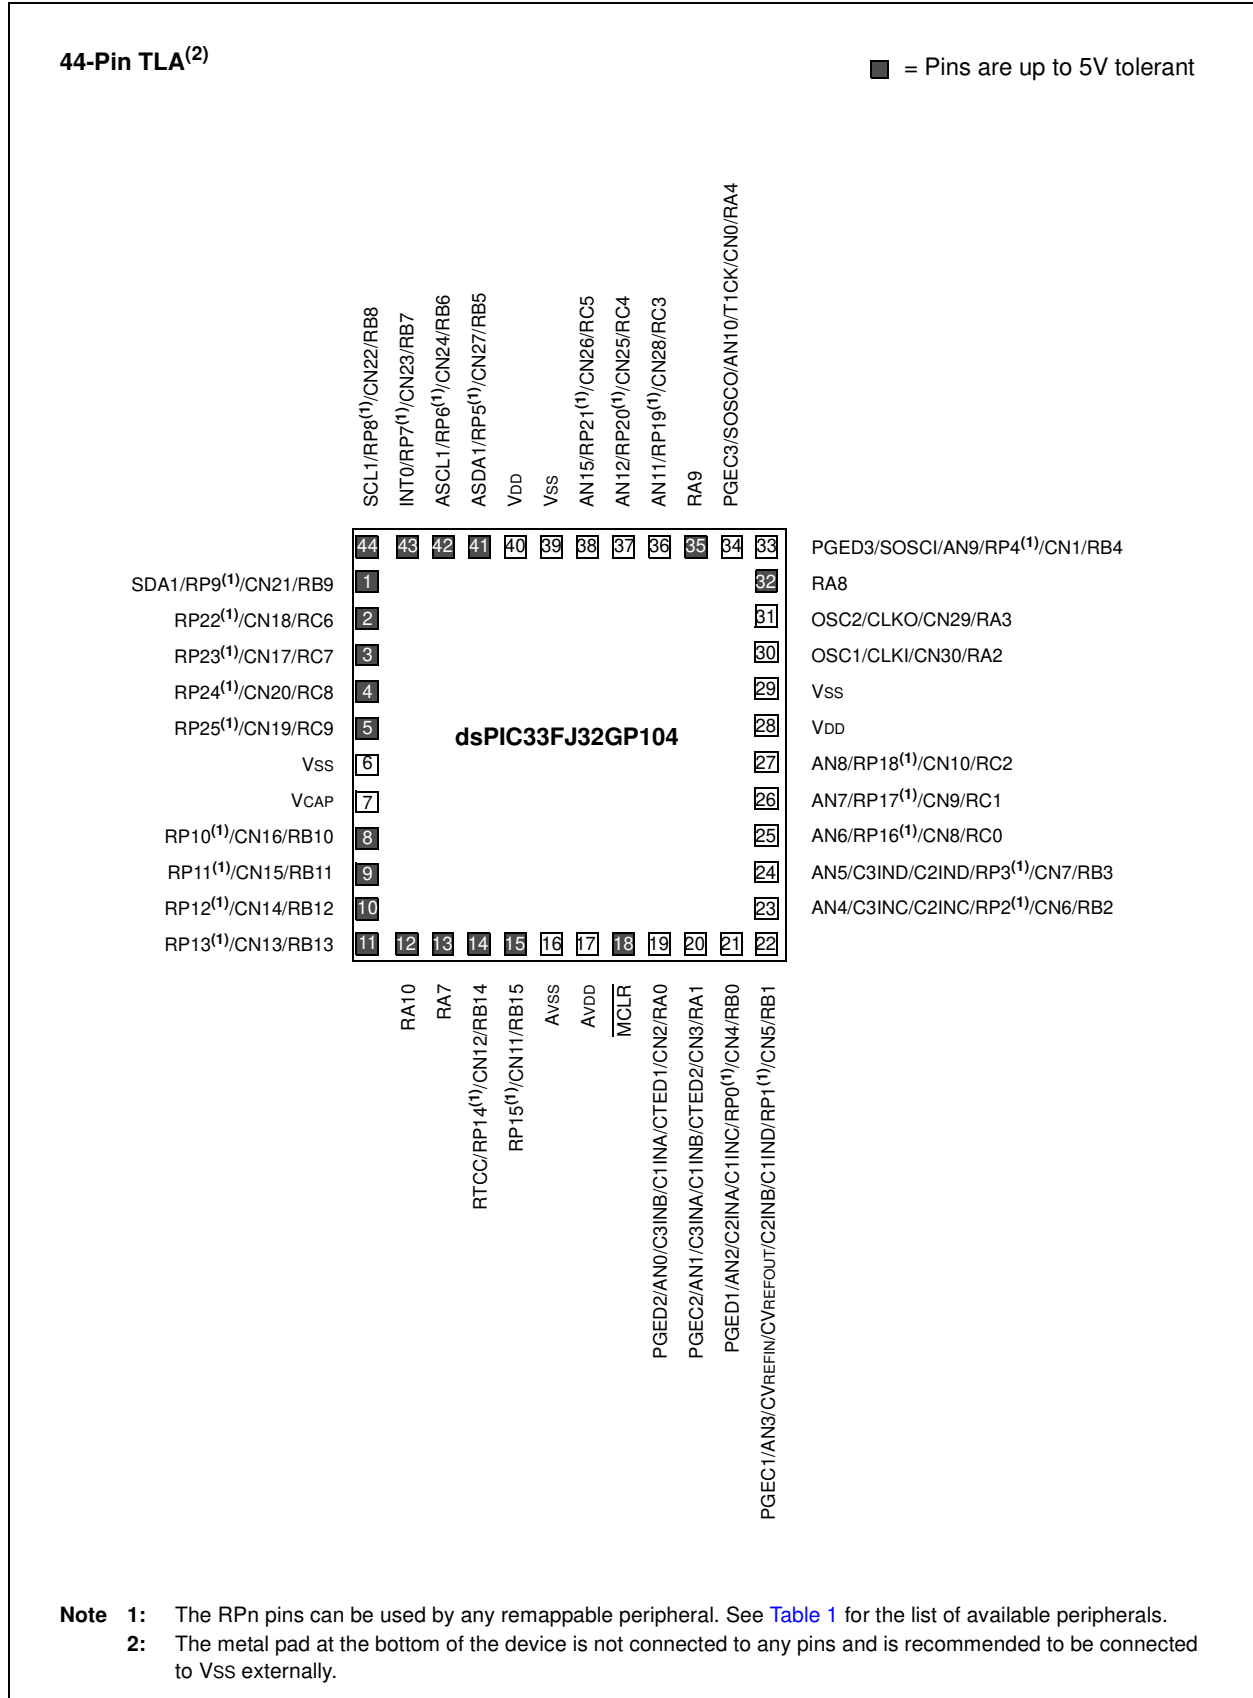 44-Pin TLA(2)
= Pins are up to 5V tolerant
SCL1/RP8(1)/CN22/RB8
INT0/RP7(1)/CN23/RB7
ASCL1/RP6(1)/CN24/RB6
ASDA1/RP5(1)/CN27/RB5
VDD
VSS
AN15/RP21(1)/CN26/RC5
AN12/RP20(1)/CN25/RC4
AN11/RP19(1)/CN28/RC3
RA9
PGEC3/SOSCO/AN10/T1CK/CN0/RA4
44 43 42 41 40 39 38 37 36 35 34 33 PGED3/SOSCI/AN9/RP4(1)/CN1/RB4
SDA1/RP9(1)/CN21/RB9 1 32 RA8
RP22(1)/CN18/RC6 2 31 OSC2/CLKO/CN29/RA3
RP23(1)/CN17/RC7 3 30 OSC1/CLKI/CN30/RA2
RP24(1)/CN20/RC8 4 29 VSS
RP25(1)/CN19/RC9 5 28 VDD
dsPIC33FJ32GP104
VSS 6 27 AN8/RP18(1)/CN10/RC2
VCAP 7 26 AN7/RP17(1)/CN9/RC1
RP10(1)/CN16/RB10 8 25 AN6/RP16(1)/CN8/RC0
RP11(1)/CN15/RB11 9 24 AN5/C3IND/C2IND/RP3(1)/CN7/RB3
RP12(1)/CN14/RB12 10 23 AN4/C3INC/C2INC/RP2(1)/CN6/RB2
RP13(1)/CN13/RB13 11 12 13 14 15 16 17 18 19 20 21 22
RA10
RA7
RTCC/RP14(1)/CN12/RB14
RP15(1)/CN11/RB15
AVSS
AVDD
MCLR
PGED2/AN0/C3INB/C1INA/CTED1/CN2/RA0
PGEC2/AN1/C3INA/C1INB/CTED2/CN3/RA1
PGED1/AN2/C2INA/C1INC/RP0(1)/CN4/RB0
PGEC1/AN3/CVREFIN/CVREFOUT/C2INB/C1IND/RP1(1)/CN5/RB1
Note 1: The RPn pins can be used by any remappable peripheral. See Table 1 for the list of available peripherals.
2: The metal pad at the bottom of the device is not connected to any pins and is recommended to be connected
to VSS externally.